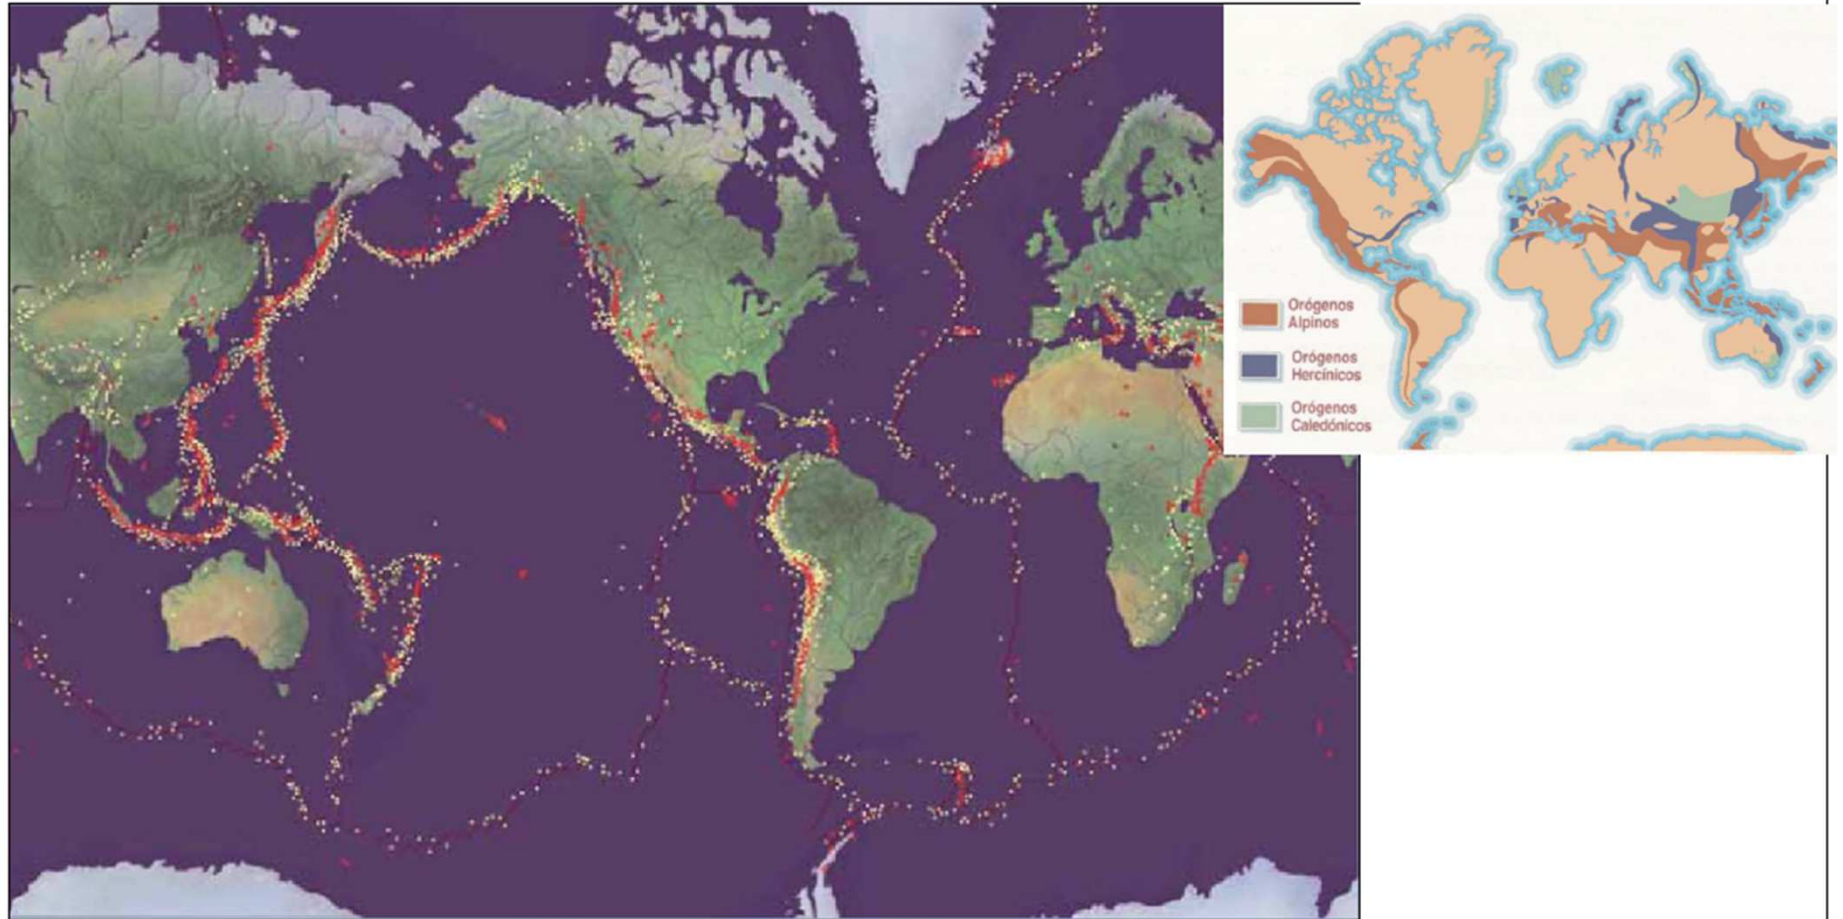 Orógenos
Alpinos
Orógenos
Hercínicos
Orógenos
Caledónicos